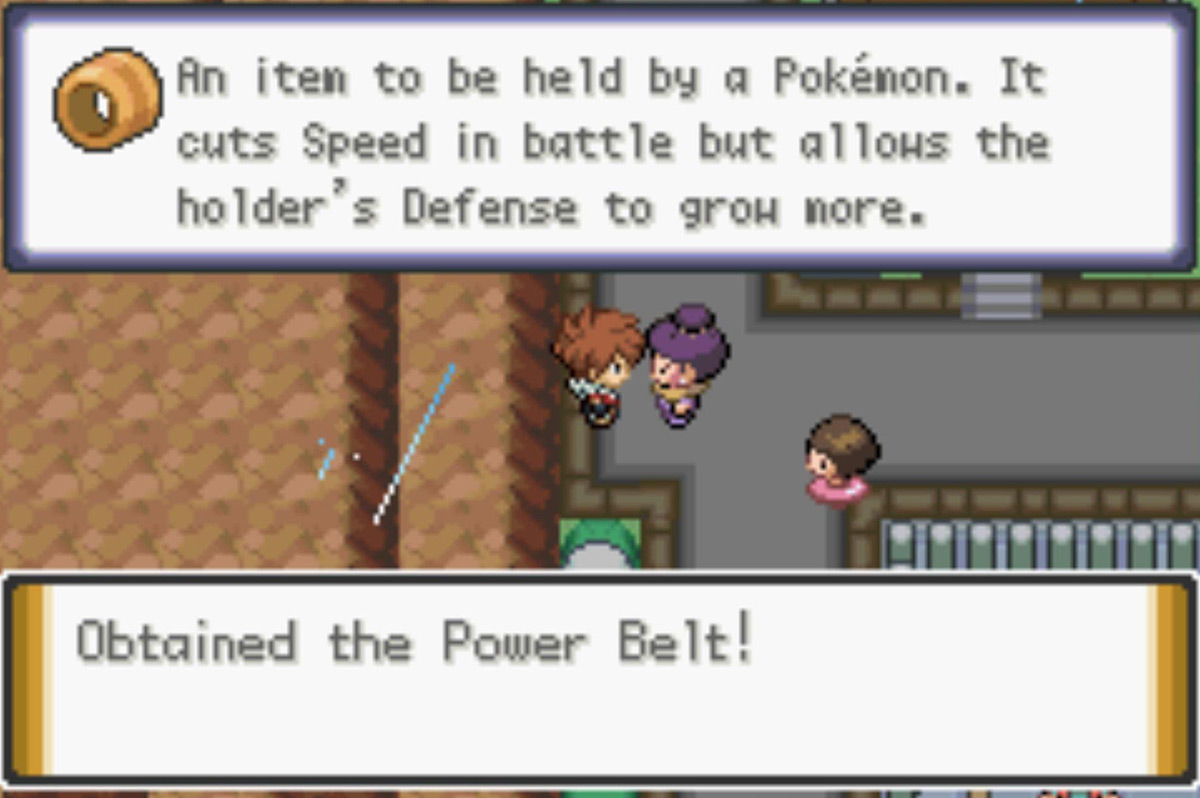 An item to be held by a Pokémon. It
cuts Speed in battle but allows the
holder's Defense to grow more.
Obtained the Power Belt!